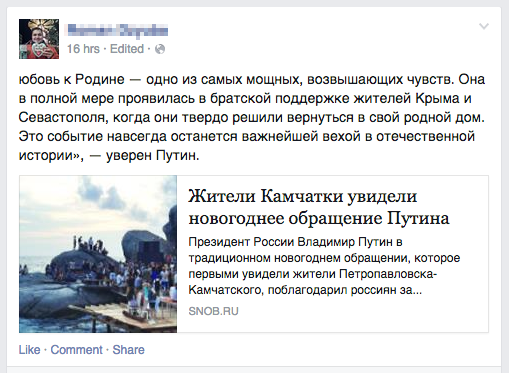 16 hrs · Edited ·
юбовь к Родине — одно из самых мощных, возвышающих чувств. Она
в полной мере проявилась в братской поддержке жителей Крыма и
Севастополя, когда они твердо решили вернуться в свой родной дом.
Это событие навсегда останется важнейшей вехой в отечественной
истории», — уверен Путин.
Жители Камчатки увидели
новогоднее обращение Путина
Президент России Владимир Путин в
традиционном новогоднем обращении, которое
первыми увидели жители Петропавловска-
Камчатского, поблагодарил россиян за...
SNOB.RU
Like · Comment · Share